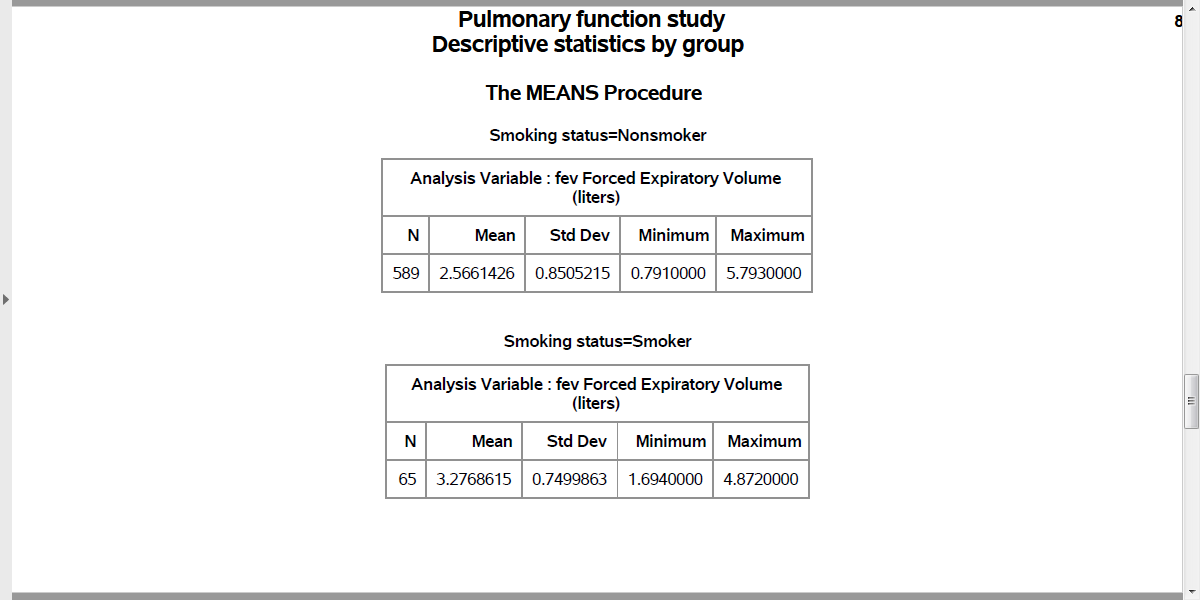 Pulmonary function study
8
Descriptive statistics by group
The MEANS Procedure
Smoking status=Nonsmoker
Analysis Variable : fev Forced Expiratory Volume
(liters)
N Mean Std Dev Minimum Maximum
589 2.5661426 0.8505215 0.7910000 5.7930000
Smoking status=Smoker
Analysis Variable : fev Forced Expiratory Volume
(liters)
N Mean Std Dev Minimum Maximum
65 3.2768615 0.7499863 1.6940000 4.8720000